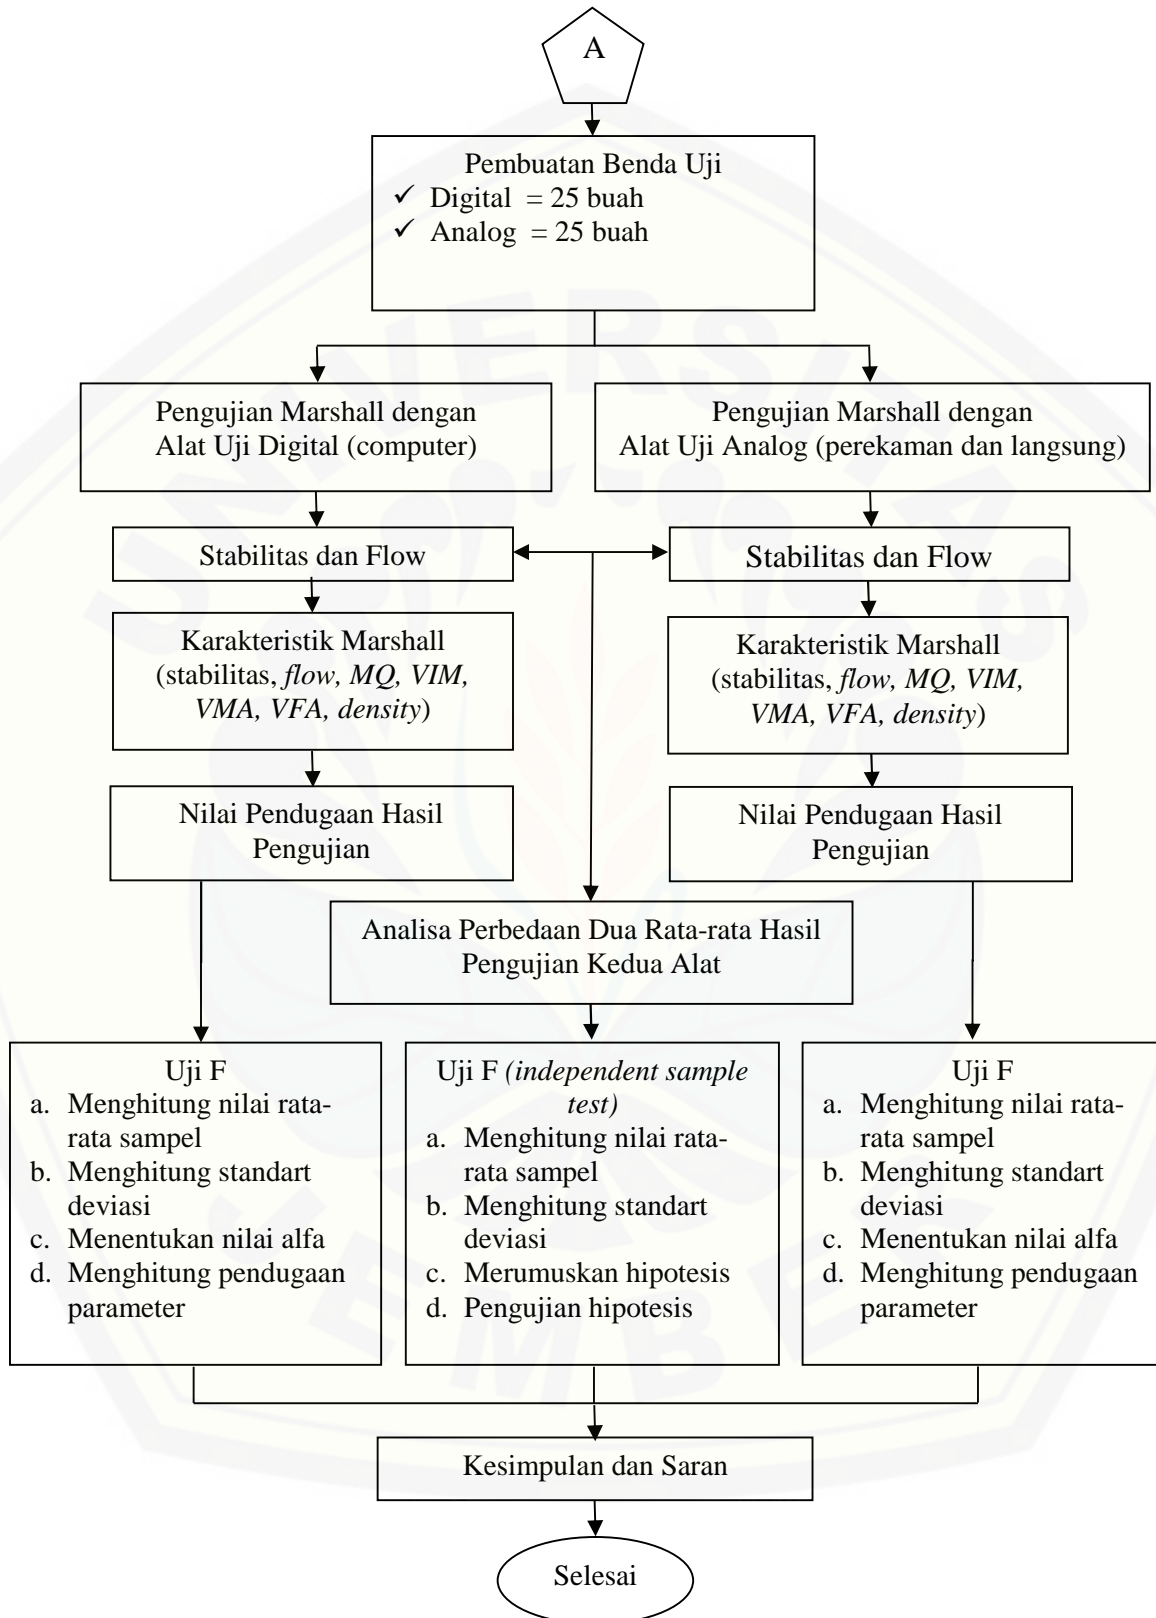 A
Pembuatan Benda Uji
✓ Digital = 25 buah
✓ Analog = 25 buah
Pengujian Marshall dengan
Alat Uji Digital (computer)
Pengujian Marshall dengan
Alat Uji Analog (perekaman dan langsung)
Stabilitas dan Flow
Stabilitas dan Flow
Karakteristik Marshall
(stabilitas, flow, MQ, VIM,
VMA, VFA, density)
Karakteristik Marshall
(stabilitas, flow, MQ, VIM,
VMA, VFA, density)
Nilai Pendugaan Hasil
Pengujian
Nilai Pendugaan Hasil
Pengujian
Analisa Perbedaan Dua Rata-rata Hasil
Pengujian Kedua Alat
Uji F
a. Menghitung nilai rata-
rata sampel
b. Menghitung standart
deviasi
c. Menentukan nilai alfa
d. Menghitung pendugaan
parameter
Uji F (independent sample
test)
a. Menghitung nilai rata-
rata sampel
b. Menghitung standart
deviasi
c. Merumuskan hipotesis
d. Pengujian hipotesis
Uji F
a. Menghitung nilai rata-
rata sampel
b. Menghitung standart
deviasi
c. Menentukan nilai alfa
d. Menghitung pendugaan
parameter
Kesimpulan dan Saran
Selesai
UNIVERSITAS
JEMBER